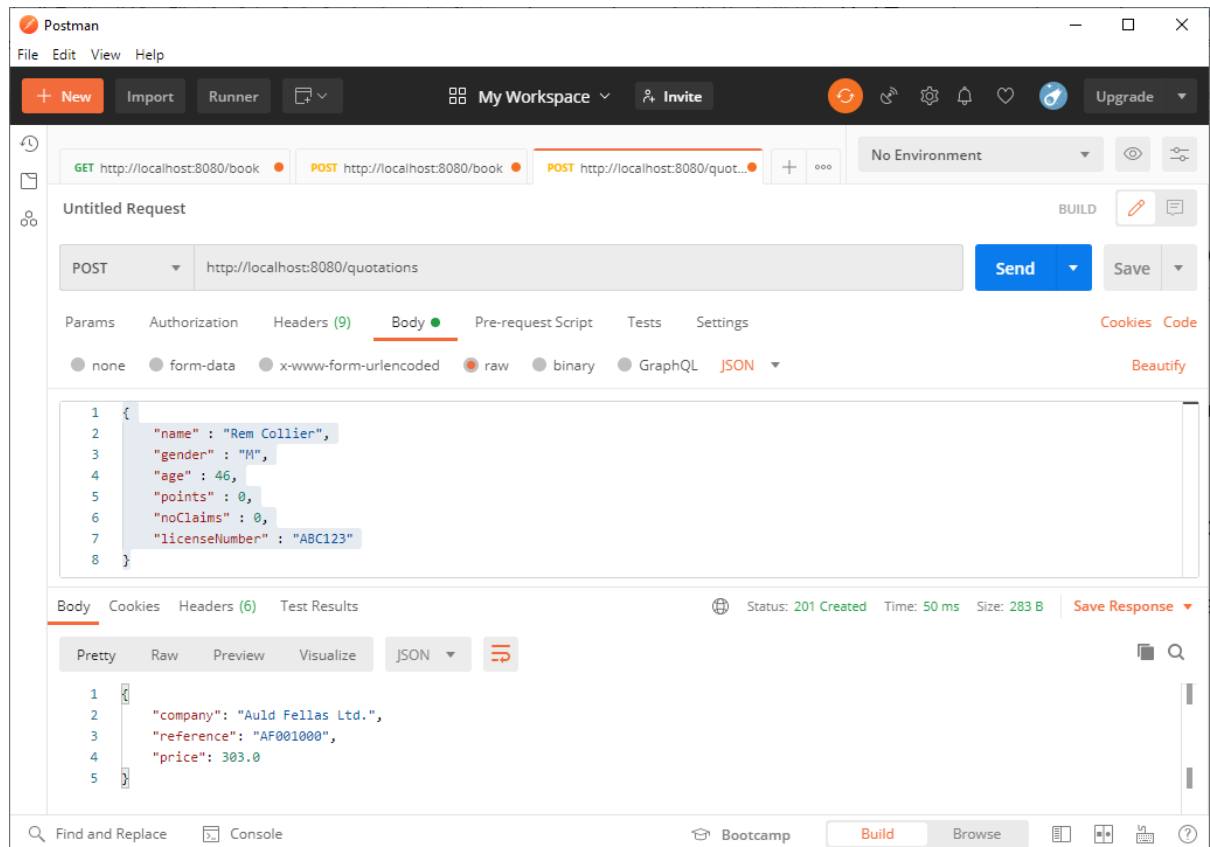 Postman
File Edit View Help
+ New Import Runner My Workspace Invite Upgrade
GET http://localhost:8080/book POST http://localhost:8080/book POST http://localhost:8080/quot... + ooo No Environment
Untitled Request BUILD
POST http://localhost:8080/quotations Send Save
Params Authorization Headers (9) Body Pre-request Script Tests Settings Cookies Code
none form-data x-www-form-urlencoded raw binary GraphQL JSON Beautify
1 {
2 "name" : "Rem Collier",
3 "gender" : "M",
4 "age" : 46,
5 "points" : 0,
6 "noClaims" : 0,
7 "licenseNumber" : "ABC123"
8 }
Body Cookies Headers (6) Test Results Status: 201 Created Time: 50 ms Size: 283 B Save Response
Pretty Raw Preview Visualize JSON
1 {
2 "company": "Auld Fellas Ltd.",
3 "reference": "AF001000",
4 "price": 303.0
5 }
Find and Replace Console Bootcamp Build Browse ?